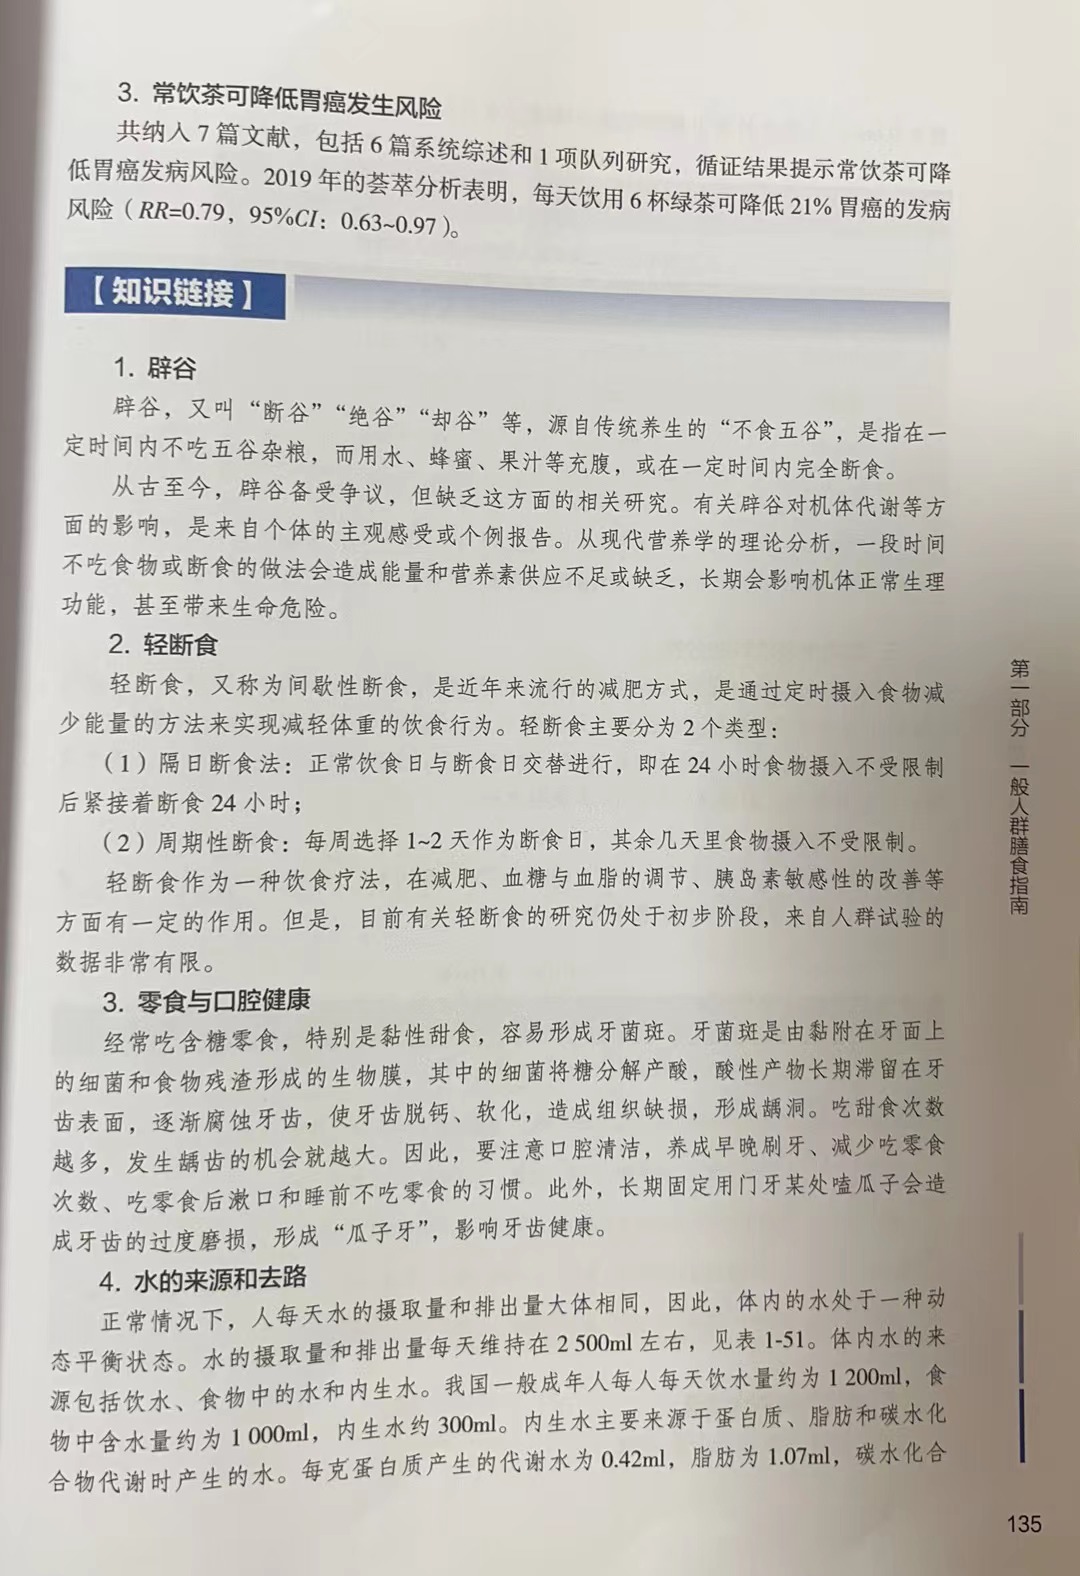 3. 常饮茶可降低胃癌发生风险
共纳入 7 篇文献，包括 6 篇系统综述和 1 项队列研究，循证结果提示常饮茶可降
低胃癌发病风险。2019 年的荟萃分析表明，每天饮用 6 杯绿茶可降低 21% 胃癌的发病
风险（RR=0.79，95%CI：0.63~0.97）。
【知识链接】
1. 辟谷
辟谷，又叫“断谷”“绝谷”“却谷”等，源自传统养生的“不食五谷”，是指在一
定时间内不吃五谷杂粮，而用水、蜂蜜、果汁等充腹，或在一定时间内完全断食。
从古至今，辟谷备受争议，但缺乏这方面的相关研究。有关辟谷对机体代谢等方
面的影响，是来自个体的主观感受或个例报告。从现代营养学的理论分析，一段时间
不吃食物或断食的做法会造成能量和营养素供应不足或缺乏，长期会影响机体正常生理
功能，甚至带来生命危险。
2. 轻断食
轻断食，又称为间歇性断食，是近年来流行的减肥方式，是通过定时摄入食物减
少能量的方法来实现减轻体重的饮食行为。轻断食主要分为 2 个类型：
（1）隔日断食法：正常饮食日与断食日交替进行，即在 24 小时食物摄入不受限制
后紧接着断食 24 小时；
（2）周期性断食：每周选择 1~2 天作为断食日，其余几天里食物摄入不受限制。
轻断食作为一种饮食疗法，在减肥、血糖与血脂的调节、胰岛素敏感性的改善等
方面有一定的作用。但是，目前有关轻断食的研究仍处于初步阶段，来自人群试验的
数据非常有限。
3. 零食与口腔健康
经常吃含糖零食，特别是黏性甜食，容易形成牙菌斑。牙菌斑是由黏附在牙面上
的细菌和食物残渣形成的生物膜，其中的细菌将糖分解产酸，酸性产物长期滞留在牙
齿表面，逐渐腐蚀牙齿，使牙齿脱钙、软化，造成组织缺损，形成龋洞。吃甜食次数
越多，发生龋齿的机会就越大。因此，要注意口腔清洁，养成早晚刷牙、减少吃零食
次数、吃零食后漱口和睡前不吃零食的习惯。此外，长期固定用门牙某处嗑瓜子会造
成牙齿的过度磨损，形成“瓜子牙”，影响牙齿健康。
4. 水的来源和去路
正常情况下，人每天水的摄取量和排出量大体相同，因此，体内的水处于一种动
态平衡状态。水的摄取量和排出量每天维持在 2 500ml 左右，见表 1-51。体内水的来
源包括饮水、食物中的水和内生水。我国一般成年人每人每天饮水量约为 1 200ml，食
物中含水量约为 1 000ml，内生水约 300ml。内生水主要来源于蛋白质、脂肪和碳水化
合物代谢时产生的水。每克蛋白质产生的代谢水为 0.42ml，脂肪为 1.07ml，碳水化合
第一部分 一般人群膳食指南
135